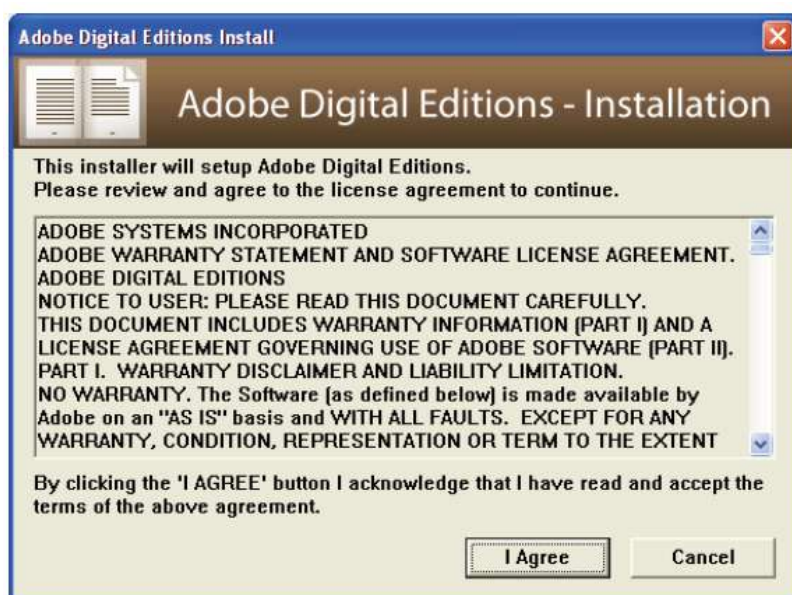 Adobe Digital Editions Install
Adobe Digital Editions - Installation
This installer will setup Adobe Digital Editions.
Please review and agree to the license agreement to continue.
ADOBE SYSTEMS INCORPORATED
ADOBE WARRANTY STATEMENT AND SOFTWARE LICENSE AGREEMENT.
ADOBE DIGITAL EDITIONS
NOTICE TO USER: PLEASE READ THIS DOCUMENT CAREFULLY.
THIS DOCUMENT INCLUDES WARRANTY INFORMATION (PART I) AND A
LICENSE AGREEMENT GOVERNING USE OF ADOBE SOFTWARE (PART II).
PART I. WARRANTY DISCLAIMER AND LIABILITY LIMITATION.
NO WARRANTY. The Software (as defined below) is made available by
Adobe on an "AS IS" basis and WITH ALL FAULTS. EXCEPT FOR ANY
WARRANTY, CONDITION, REPRESENTATION OR TERM TO THE EXTENT
By clicking the 'I AGREE' button I acknowledge that I have read and accept the
terms of the above agreement.
I Agree
Cancel